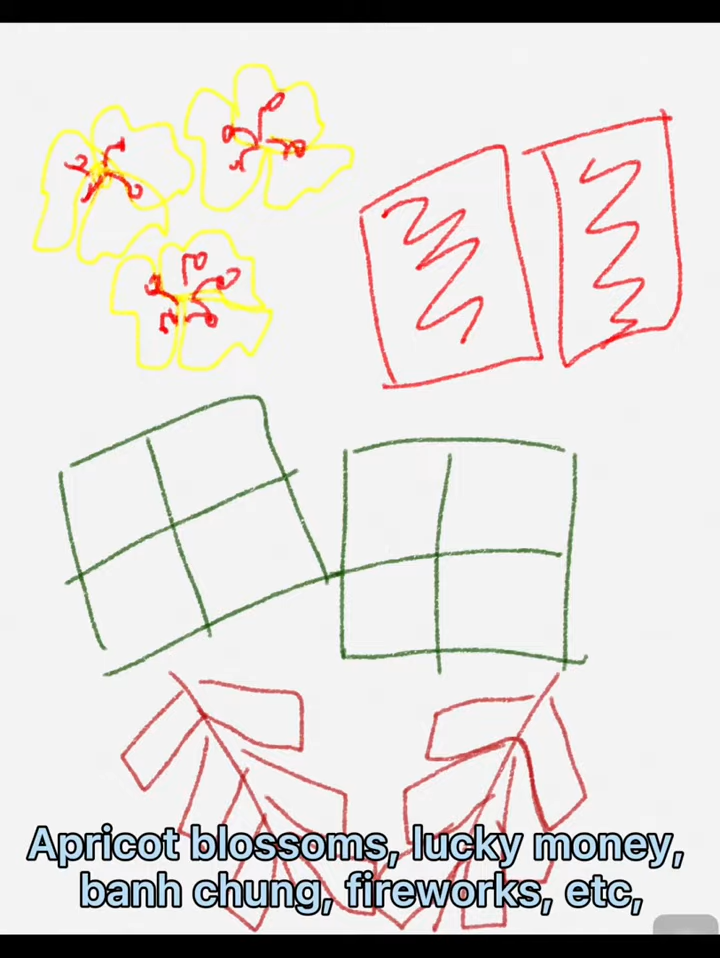 Apricot blossoms, lucky money,
banh chung, fireworks, etc,